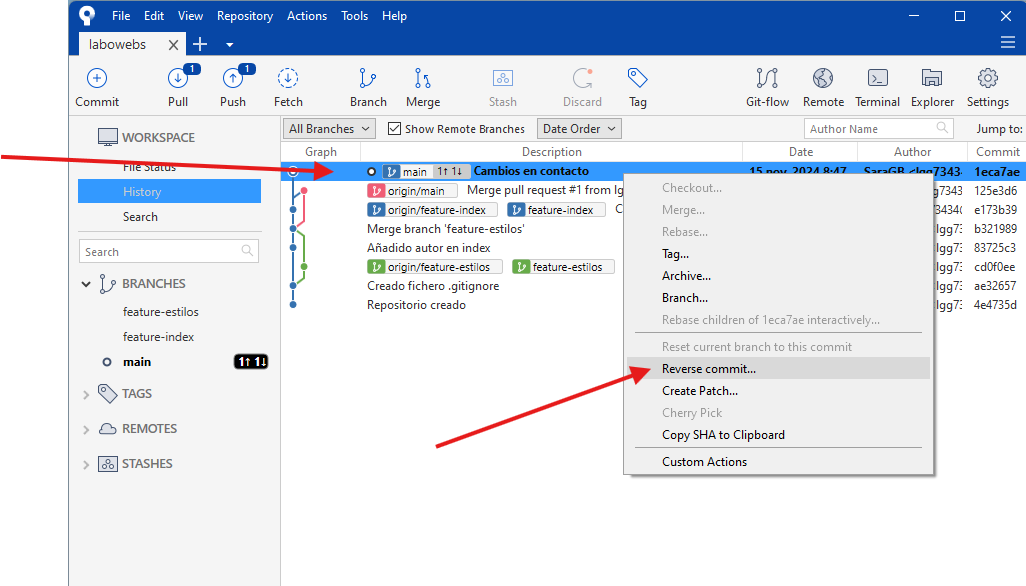 File Edit View Repository Actions Tools Help
labowebs
1 1
Commit Pull Push Fetch Branch Merge Stash Discard Tag Git-flow Remote Terminal Explorer Settings
WORKSPACE
File Status
History
Search
Search
BRANCHES
feature-estilos
feature-index
main 1↑ 1↓
TAGS
REMOTES
STASHES
All Branches Show Remote Branches Date Order Author Name Jump to:
Graph Description Date Author Commit
main 1↑ 1↓ Cambios en contacto 15 nov. 2024 8:47 SaraGB <lgg7343 1eca7ae
origin/main Merge pull request #1 from lg gg7343 125e3d6
origin/feature-index feature-index C 73434 e173b39
Merge branch 'feature-estilos' <lgg73 b321989
Añadido autor en index lgg73 83725c3
origin/feature-estilos feature-estilos lgg73 cd0f0ee
Creado fichero .gitignore lgg73 ae32657
Repositorio creado lgg73 4e4735d
Checkout...
Merge...
Rebase...
Tag...
Archive...
Branch...
Rebase children of 1eca7ae interactively...
Reset current branch to this commit
Reverse commit...
Create Patch...
Cherry Pick
Copy SHA to Clipboard
Custom Actions